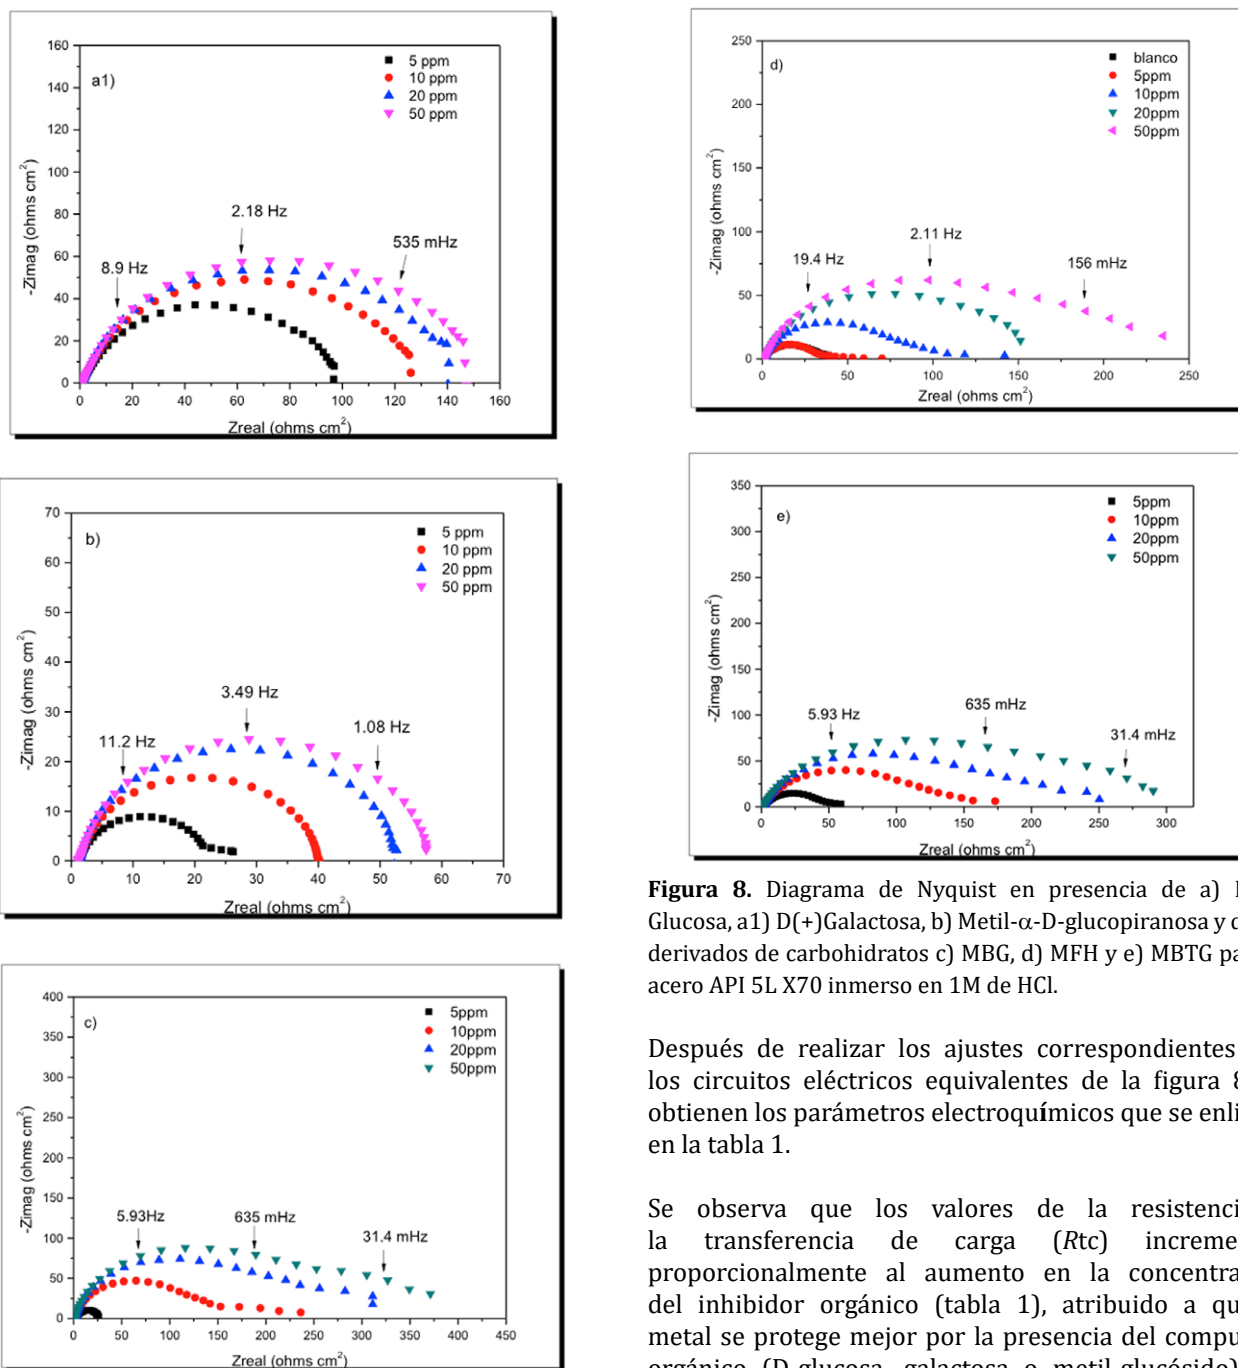 a1)
5 ppm
10 ppm
20 ppm
50 ppm
160
140
120
100
80
60
40
20
0
-Zimag (ohms cm²)
8.9 Hz
2.18 Hz
535 mHz
0 20 40 60 80 100 120 140 160
Zreal (ohms cm²)
b)
5 ppm
10 ppm
20 ppm
50 ppm
70
60
50
40
30
20
10
0
-Zimag (ohms cm²)
11.2 Hz
3.49 Hz
1.08 Hz
0 10 20 30 40 50 60 70
Zreal (ohms cm²)
c)
5ppm
10ppm
20ppm
50ppm
400
350
300
250
200
150
100
50
0
-Zimag (ohms cm²)
5.93Hz
635 mHz
31.4 mHz
0 50 100 150 200 250 300 350 400 450
Zreal (ohms cm²)
d)
blanco
5ppm
10ppm
20ppm
50ppm
250
200
150
100
50
0
-Zimag (ohms cm²)
19.4 Hz
2.11 Hz
156 mHz
0 50 100 150 200 250
Zreal (ohms cm²)
e)
5ppm
10ppm
20ppm
50ppm
350
300
250
200
150
100
50
0
-Zimag (ohms cm²)
5.93 Hz
635 mHz
31.4 mHz
0 50 100 150 200 250 300
Zreal (ohms cm²)
Figura 8. Diagrama de Nyquist en presencia de a)
Glucosa, a1) D(+)Galactosa, b) Metil-α-D-glucopiranosa y
derivados de carbohidratos c) MBG, d) MFH y e) MBTG
acero API 5L X70 inmerso en 1M de HCl.
Después de realizar los ajustes correspondientes
los circuitos eléctricos equivalentes de la figura 8
obtienen los parámetros electroquímicos que se
en la tabla 1.
Se observa que los valores de la
la transferencia de carga (Rtc)
proporcionalmente al aumento en la
del inhibidor orgánico (tabla 1), atribuido a
metal se protege mejor por la presencia del
orgánico (D-glucosa, galactosa o metil-glucósido)